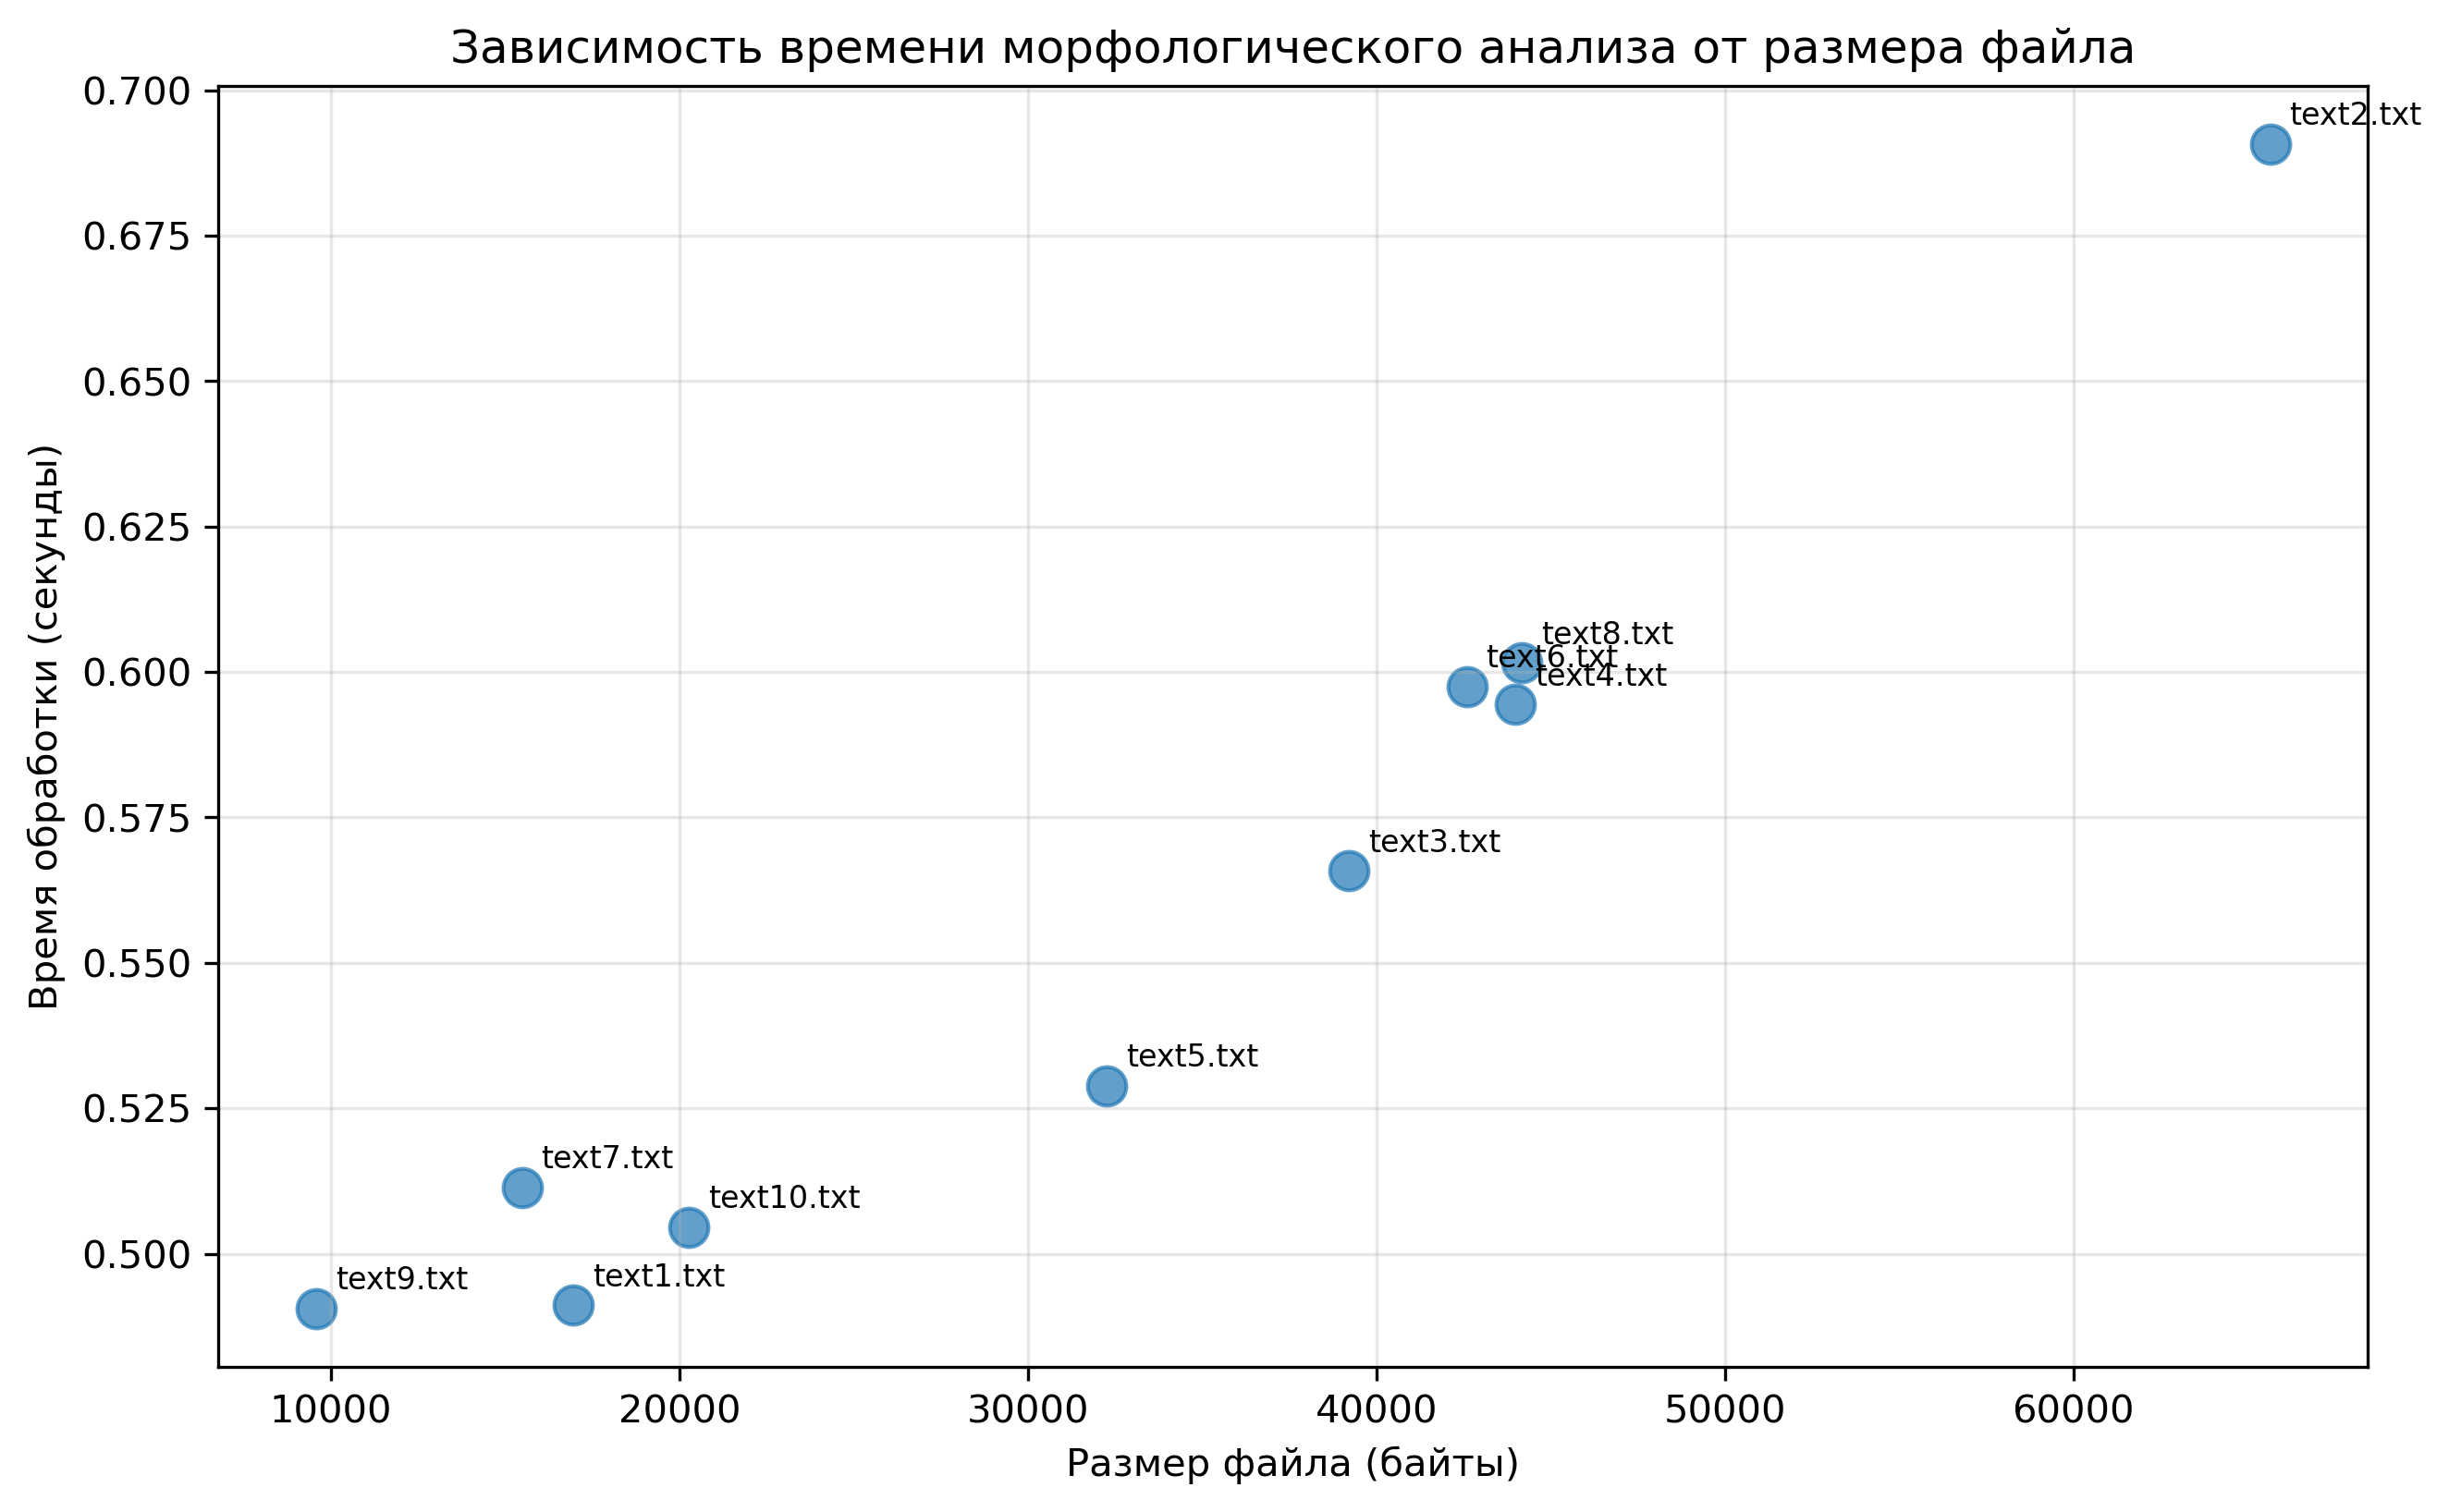 Зависимость времени морфологического анализа от размера файла
0.700
0.675
0.650
0.625
0.600
0.575
0.550
0.525
0.500
Время обработки (секунды)
text2.txt
text8.txt
text6.txt
text4.txt
text3.txt
text5.txt
text7.txt
text10.txt
text9.txt
text1.txt
10000 20000 30000 40000 50000 60000
Размер файла (байты)